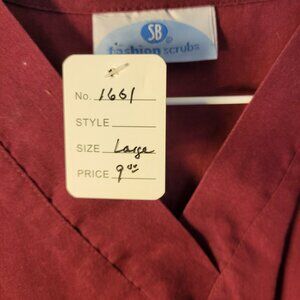 SB
fashion scrubs
No. 1661
STYLE
SIZE Large
PRICE 9.00